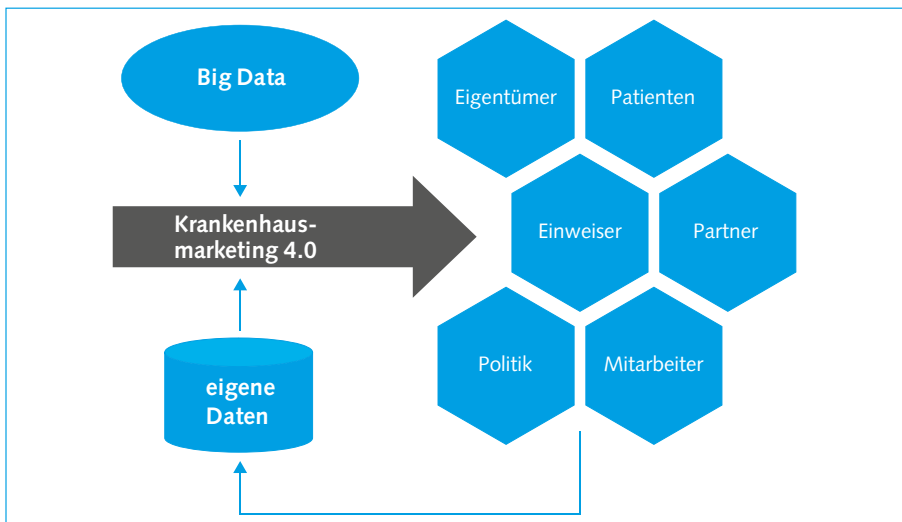 Big Data
Eigentümer
Patienten
Krankenhaus-
marketing 4.0
Einweiser
Partner
eigene
Daten
Politik
Mitarbeiter